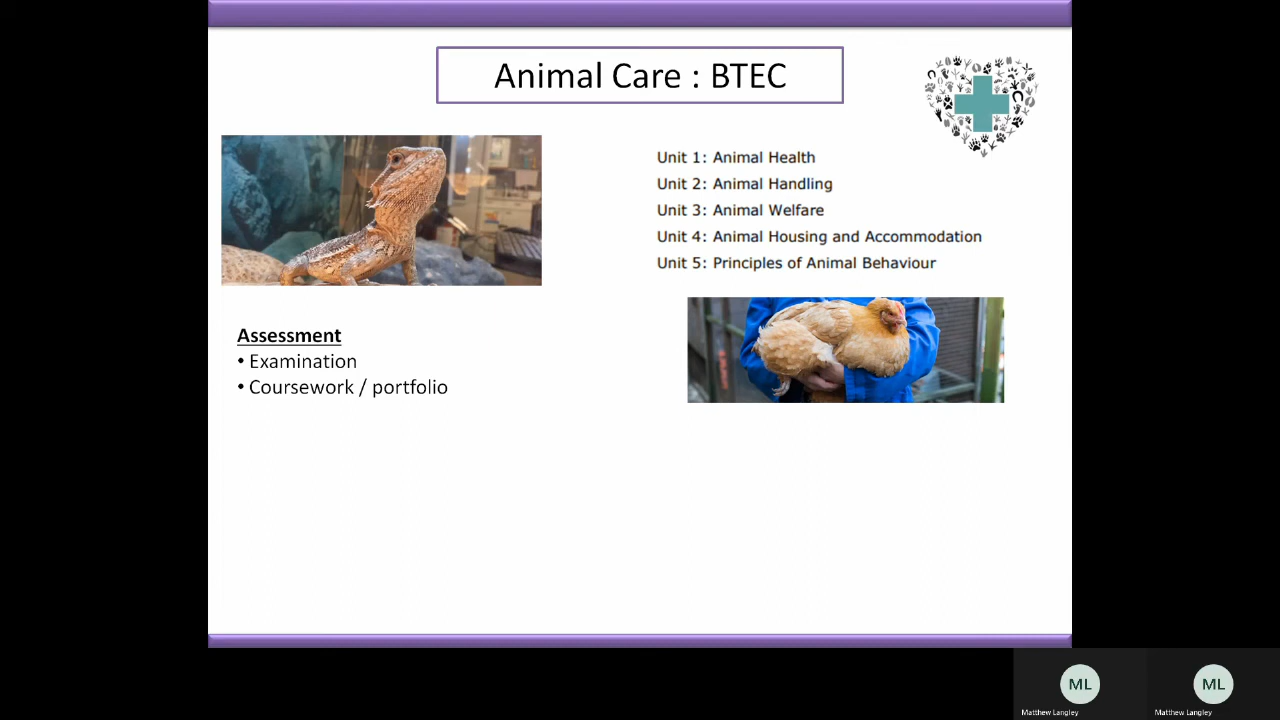 Animal Care : BTEC
Unit 1: Animal Health
Unit 2: Animal Handling
Unit 3: Animal Welfare
Unit 4: Animal Housing and Accommodation
Unit 5: Principles of Animal Behaviour
Assessment
• Examination
• Coursework / portfolio
ML
Matthew Langley
ML
Matthew Langley